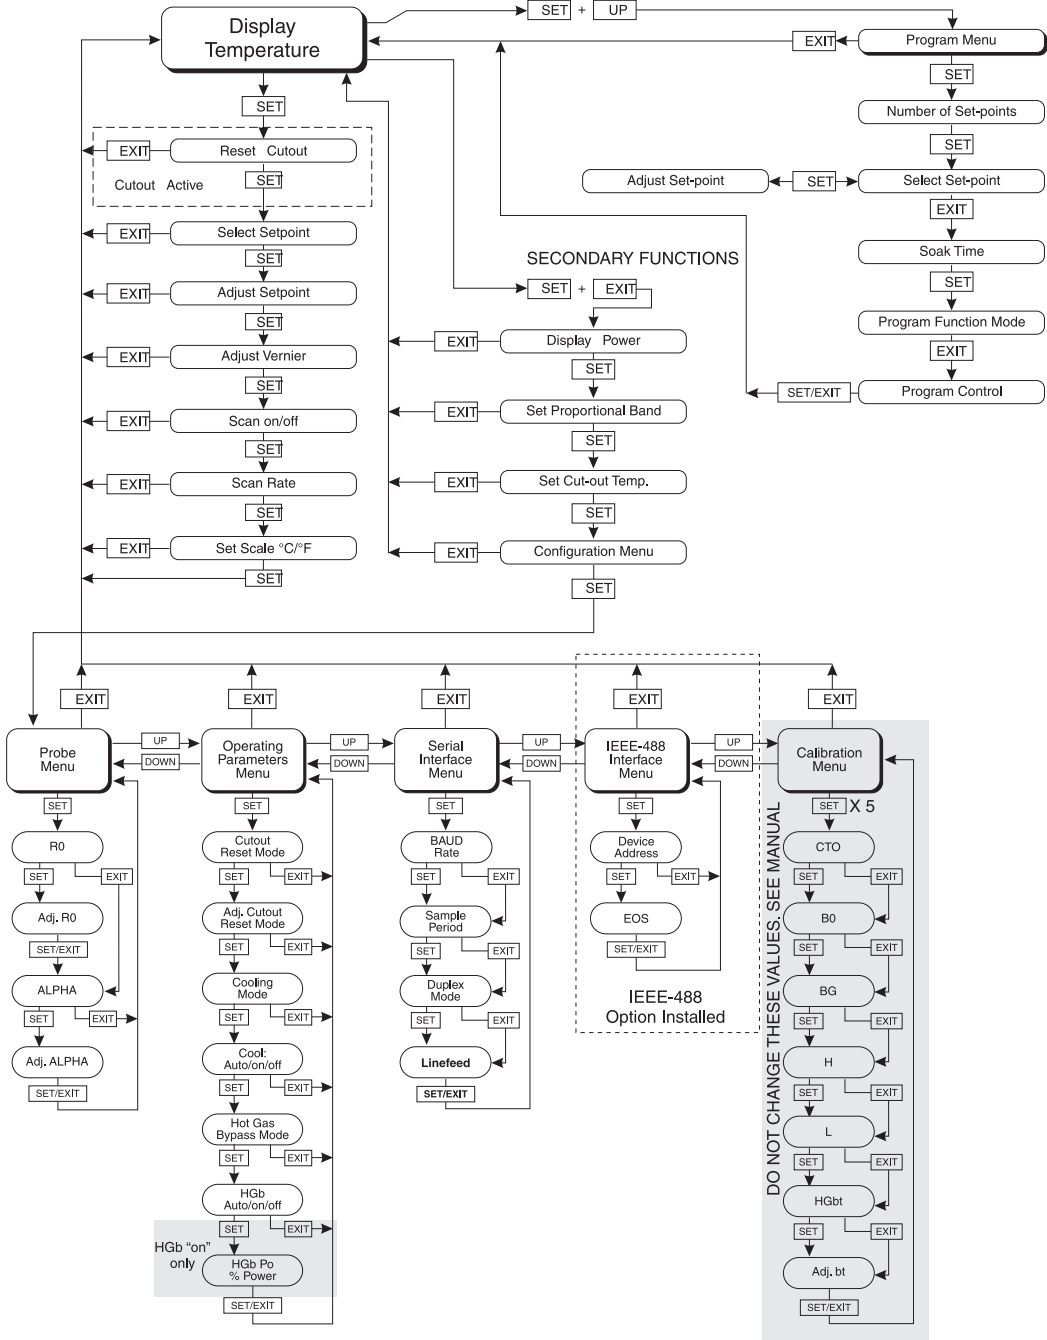 Display
Temperature
SET + UP
EXIT
Program Menu
SET
Number of Set-points
SET
Adjust Set-point
SET
Select Set-point
EXIT
Soak Time
SET
Program Function Mode
EXIT
SET/EXIT
Program Control
SET
EXIT
Reset Cutout
Cutout Active
SET
EXIT
Select Setpoint
SET
EXIT
Adjust Setpoint
SET
EXIT
Adjust Vernier
SET
EXIT
Scan on/off
SET
EXIT
Scan Rate
SET
EXIT
Set Scale °C/°F
SET
SECONDARY FUNCTIONS
SET + EXIT
EXIT
Display Power
SET
EXIT
Set Proportional Band
SET
EXIT
Set Cut-out Temp.
SET
EXIT
Configuration Menu
SET
EXIT
EXIT
EXIT
EXIT
EXIT
Probe
Menu
UP
DOWN
Operating
Parameters
Menu
UP
DOWN
Serial
Interface
Menu
UP
DOWN
IEEE-488
Interface
Menu
UP
DOWN
Calibration
Menu
SET
R0
SET
EXIT
Adj. R0
SET/EXIT
ALPHA
SET
EXIT
Adj. ALPHA
SET/EXIT
SET
Cutout
Reset Mode
SET
EXIT
Adj. Cutout
Reset Mode
SET
EXIT
Cooling
Mode
SET
EXIT
Cool:
Auto/on/off
SET
EXIT
Hot Gas
Bypass Mode
SET
EXIT
HGb
Auto/on/off
SET
EXIT
HGb “on”
only
HGb Po
% Power
SET/EXIT
SET
BAUD
Rate
SET
EXIT
Sample
Period
SET
EXIT
Duplex
Mode
SET
EXIT
Linefeed
SET/EXIT
SET
Device
Address
SET
EXIT
EOS
SET/EXIT
IEEE-488
Option Installed
DO NOT CHANGE THESE VALUES. SEE MANUAL
SET X 5
CTO
SET
EXIT
B0
SET
EXIT
BG
SET
EXIT
H
SET
EXIT
L
SET
EXIT
HGbt
SET
EXIT
Adj. bt
SET/EXIT